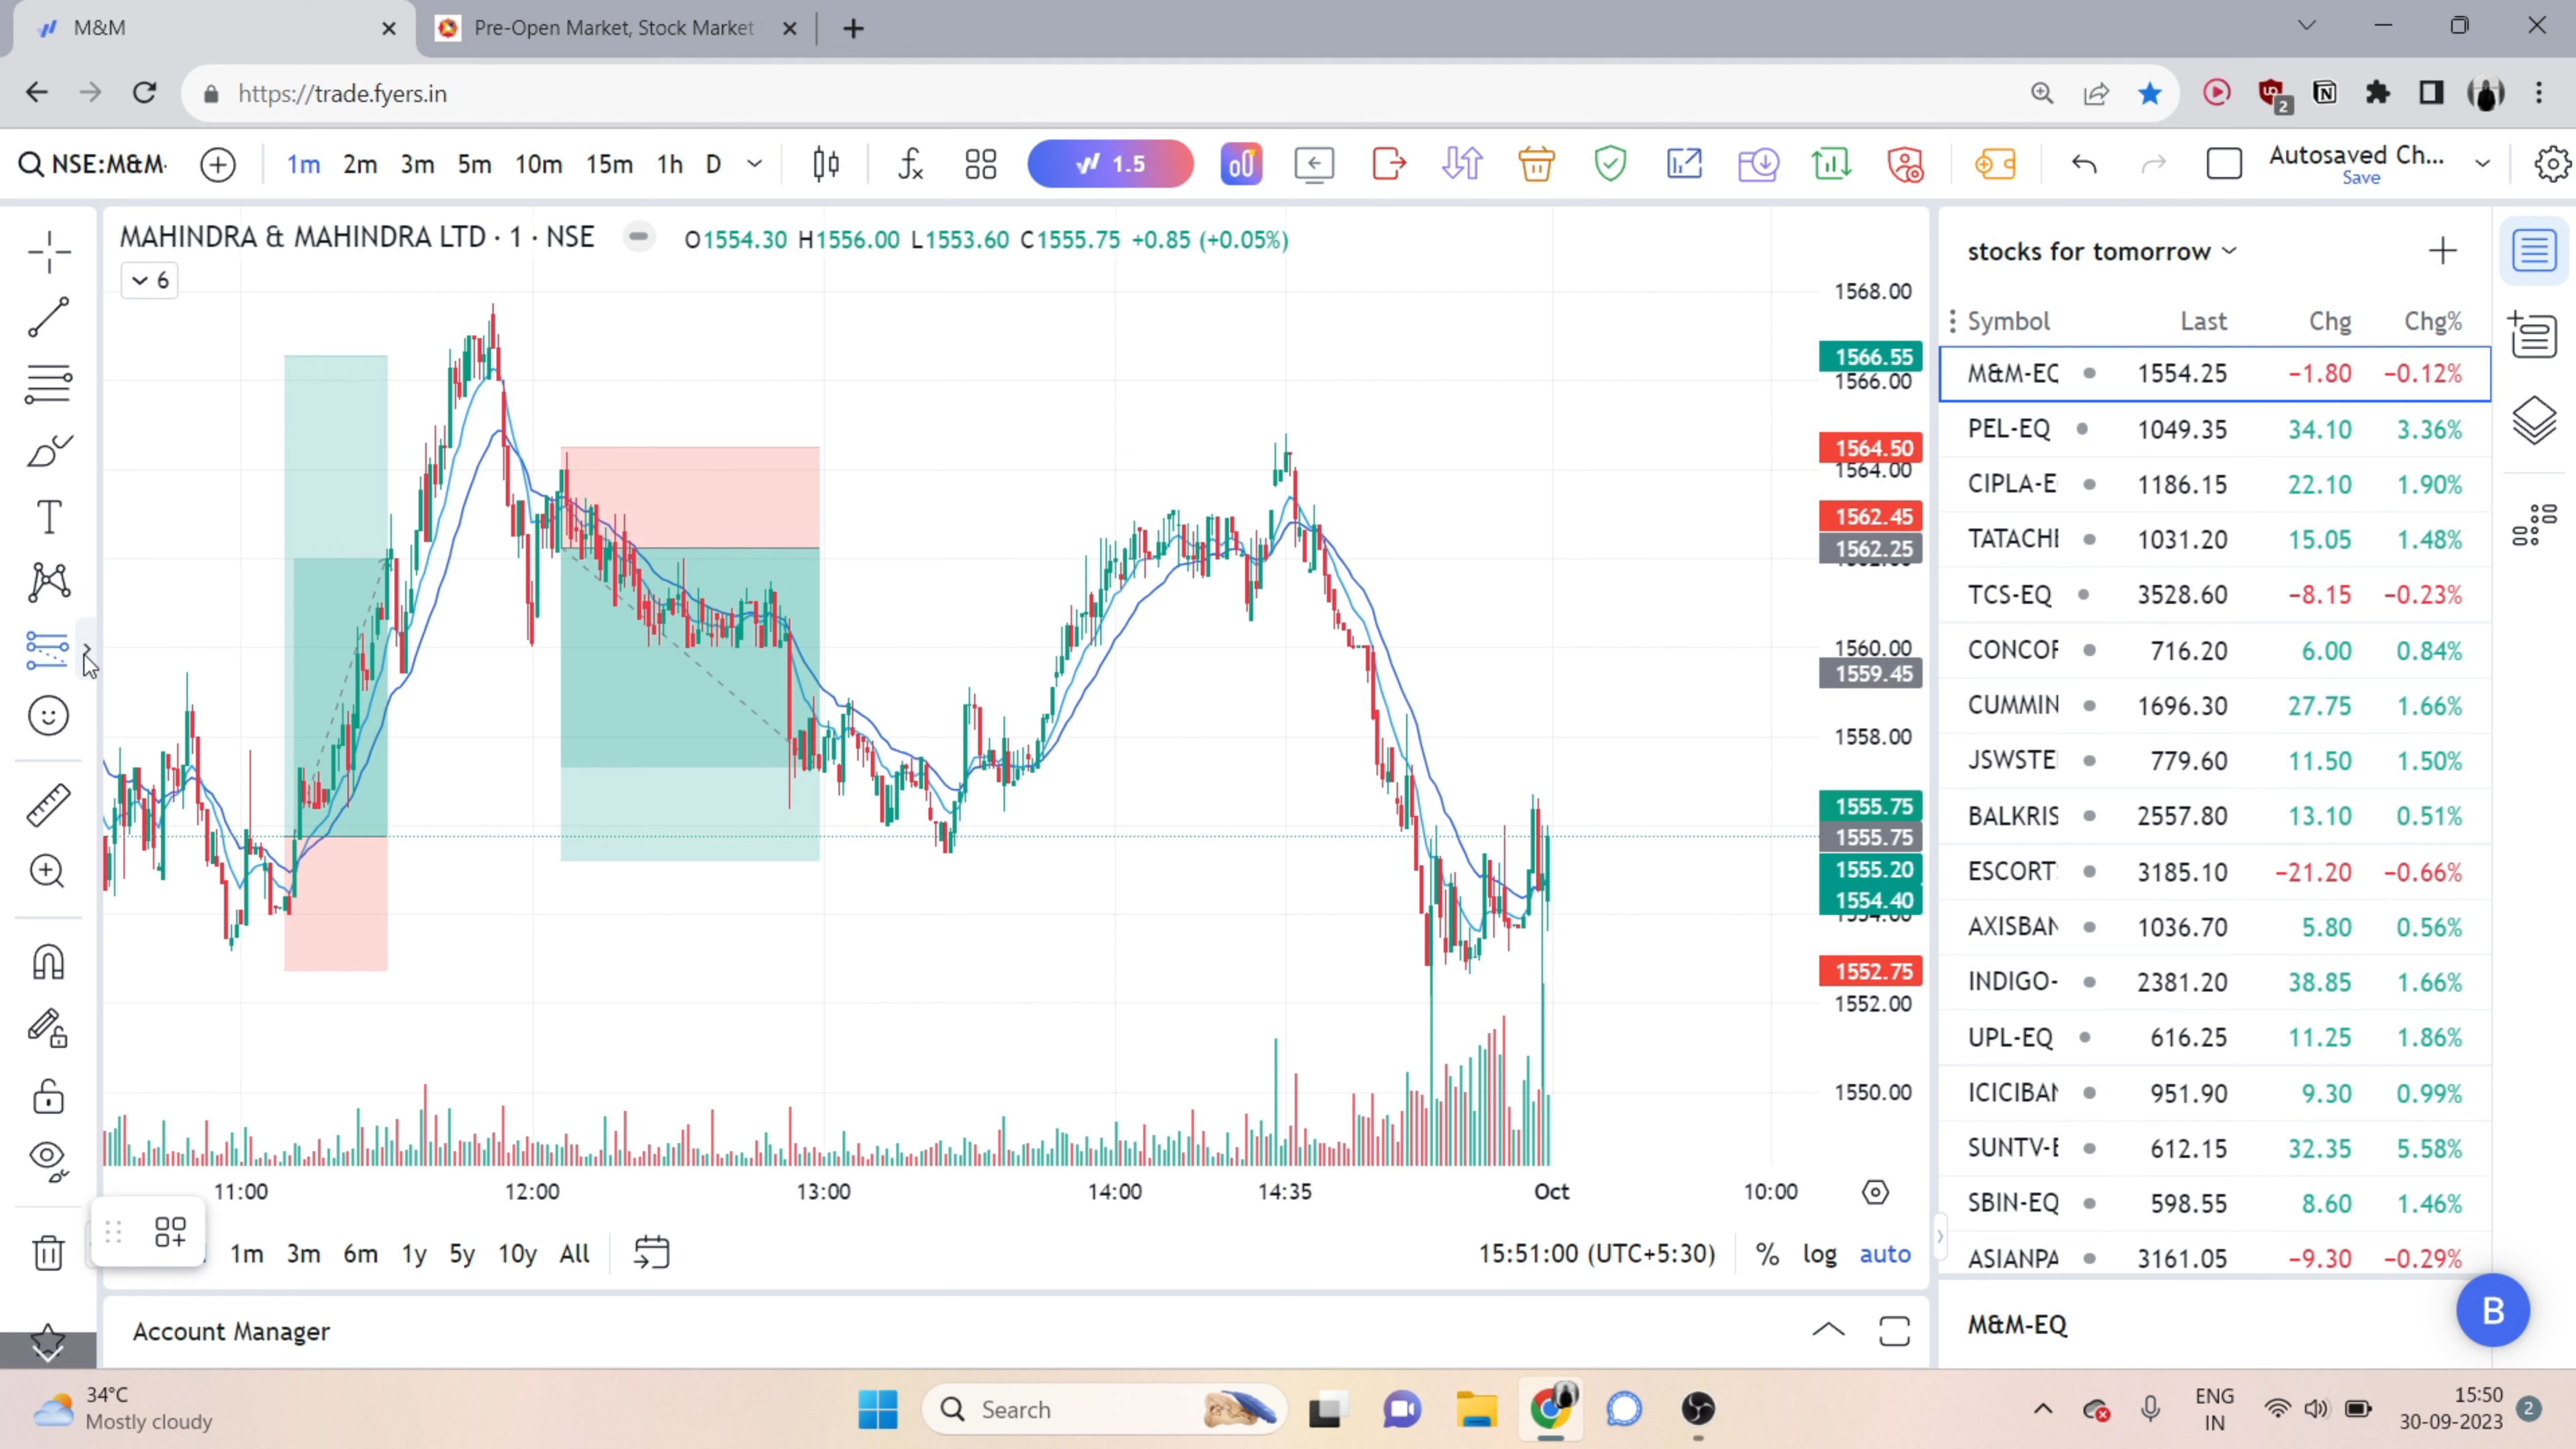 M&M
Pre-Open Market, Stock Market
https://trade.fyers.in
2
NSE:M&M-
1m 2m 3m 5m 10m 15m 1h D
1.5
Autosaved Ch...
Save
MAHINDRA & MAHINDRA LTD · 1 · NSE
O1554.30 H1556.00 L1553.60 C1555.75 +0.85 (+0.05%)
6
T
1568.00
1566.55
1566.00
1564.50
1564.00
1562.45
1562.25
1560.00
1559.45
1558.00
1555.75
1555.75
1555.20
1554.40
1552.75
1552.00
1550.00
11:00 12:00 13:00 14:00 14:35 Oct 10:00
1m 3m 6m 1y 5y 10y All
15:51:00 (UTC+5:30) % log auto
Account Manager
stocks for tomorrow
Symbol Last Chg Chg%
M&M-EQ 1554.25 −1.80 −0.12%
PEL-EQ 1049.35 34.10 3.36%
CIPLA-E 1186.15 22.10 1.90%
TATACHE 1031.20 15.05 1.48%
TCS-EQ 3528.60 −8.15 −0.23%
CONCOR 716.20 6.00 0.84%
CUMMIN 1696.30 27.75 1.66%
JSWSTE 779.60 11.50 1.50%
BALKRIS 2557.80 13.10 0.51%
ESCORT 3185.10 −21.20 −0.66%
AXISBAN 1036.70 5.80 0.56%
INDIGO- 2381.20 38.85 1.66%
UPL-EQ 616.25 11.25 1.86%
ICICIBAN 951.90 9.30 0.99%
SUNTV-E 612.15 32.35 5.58%
SBIN-EQ 598.55 8.60 1.46%
ASIANPA 3161.05 −9.30 −0.29%
M&M-EQ
B
34°C
Mostly cloudy
Search
ENG
IN
15:50
30-09-2023
2